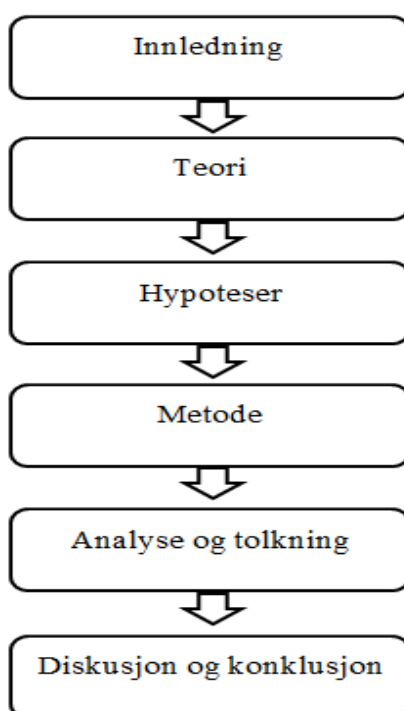 Innledning
Teori
Hypoteser
Metode
Analyse og tolkning
Diskusjon og konklusjon